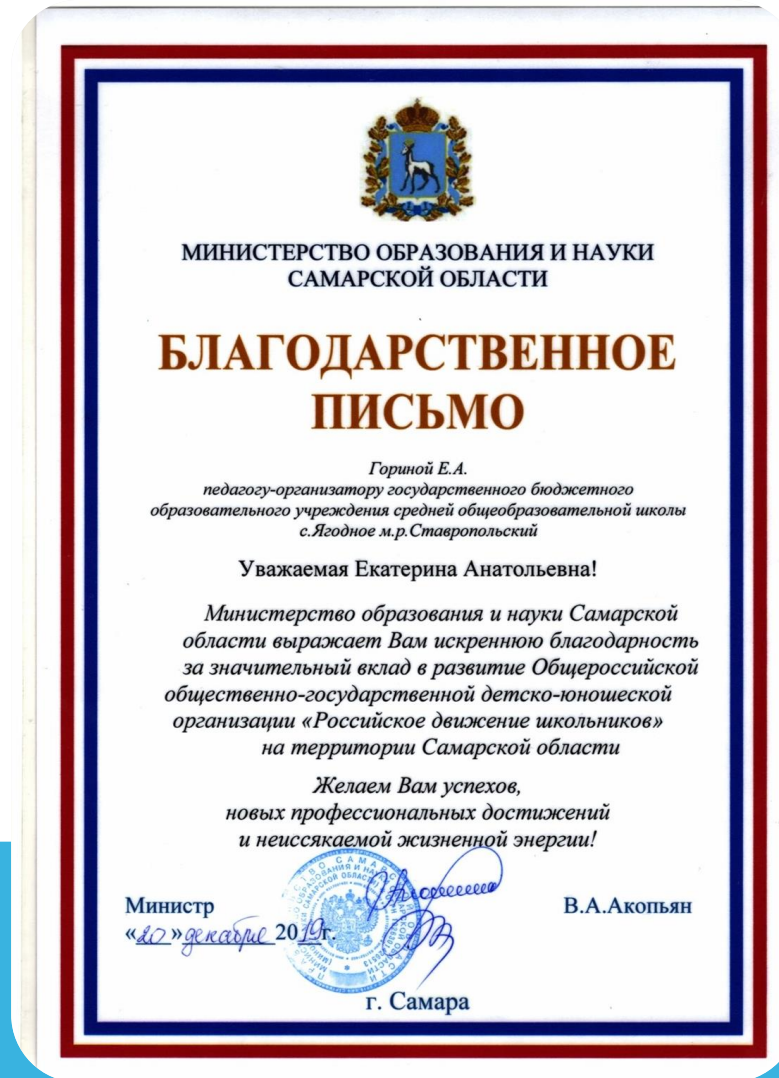 МИНИСТЕРСТВО ОБРАЗОВАНИЯ И НАУКИ
САМАРСКОЙ ОБЛАСТИ
БЛАГОДАРСТВЕННОЕ
ПИСЬМО
Гориной Е.А.
педагогу-организатору государственного бюджетного
образовательного учреждения средней общеобразовательной школы
с.Ягодное м.р.Ставропольский
Уважаемая Екатерина Анатольевна!
Министерство образования и науки Самарской
области выражает Вам искреннюю благодарность
за значительный вклад в развитие Общероссийской
общественно-государственной детско-юношеской
организации «Российское движение школьников»
на территории Самарской области
Желаем Вам успехов,
новых профессиональных достижений
и неиссякаемой жизненной энергии!
Министр
В.А.Акопьян
«20» декабря 2019г.
г. Самара